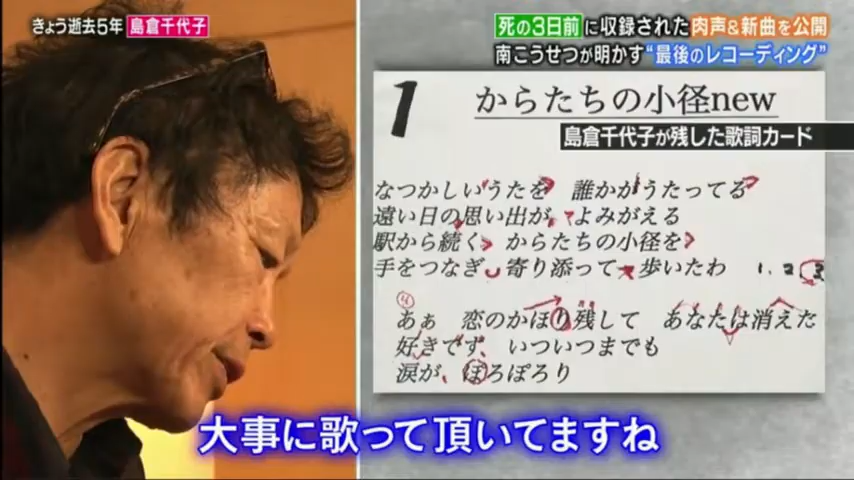 きょう逝去5年 島倉千代子
死の3日前に収録された肉声&新曲を公開
南こうせつが明かす“最後のレコーディング”
1 からたちの小径new
島倉千代子が残した歌詞カード
なつかしいうたを 誰かがうたってる
遠い日の思い出が、よみがえる
駅から続く からたちの小径を
手をつなぎ 寄り添って 歩いたわ 1.2.3
あぁ 恋のかほり残して あなたは消えた
好きです、いついつまでも
涙が、ぽろぽろり
大事に歌って頂いてますね